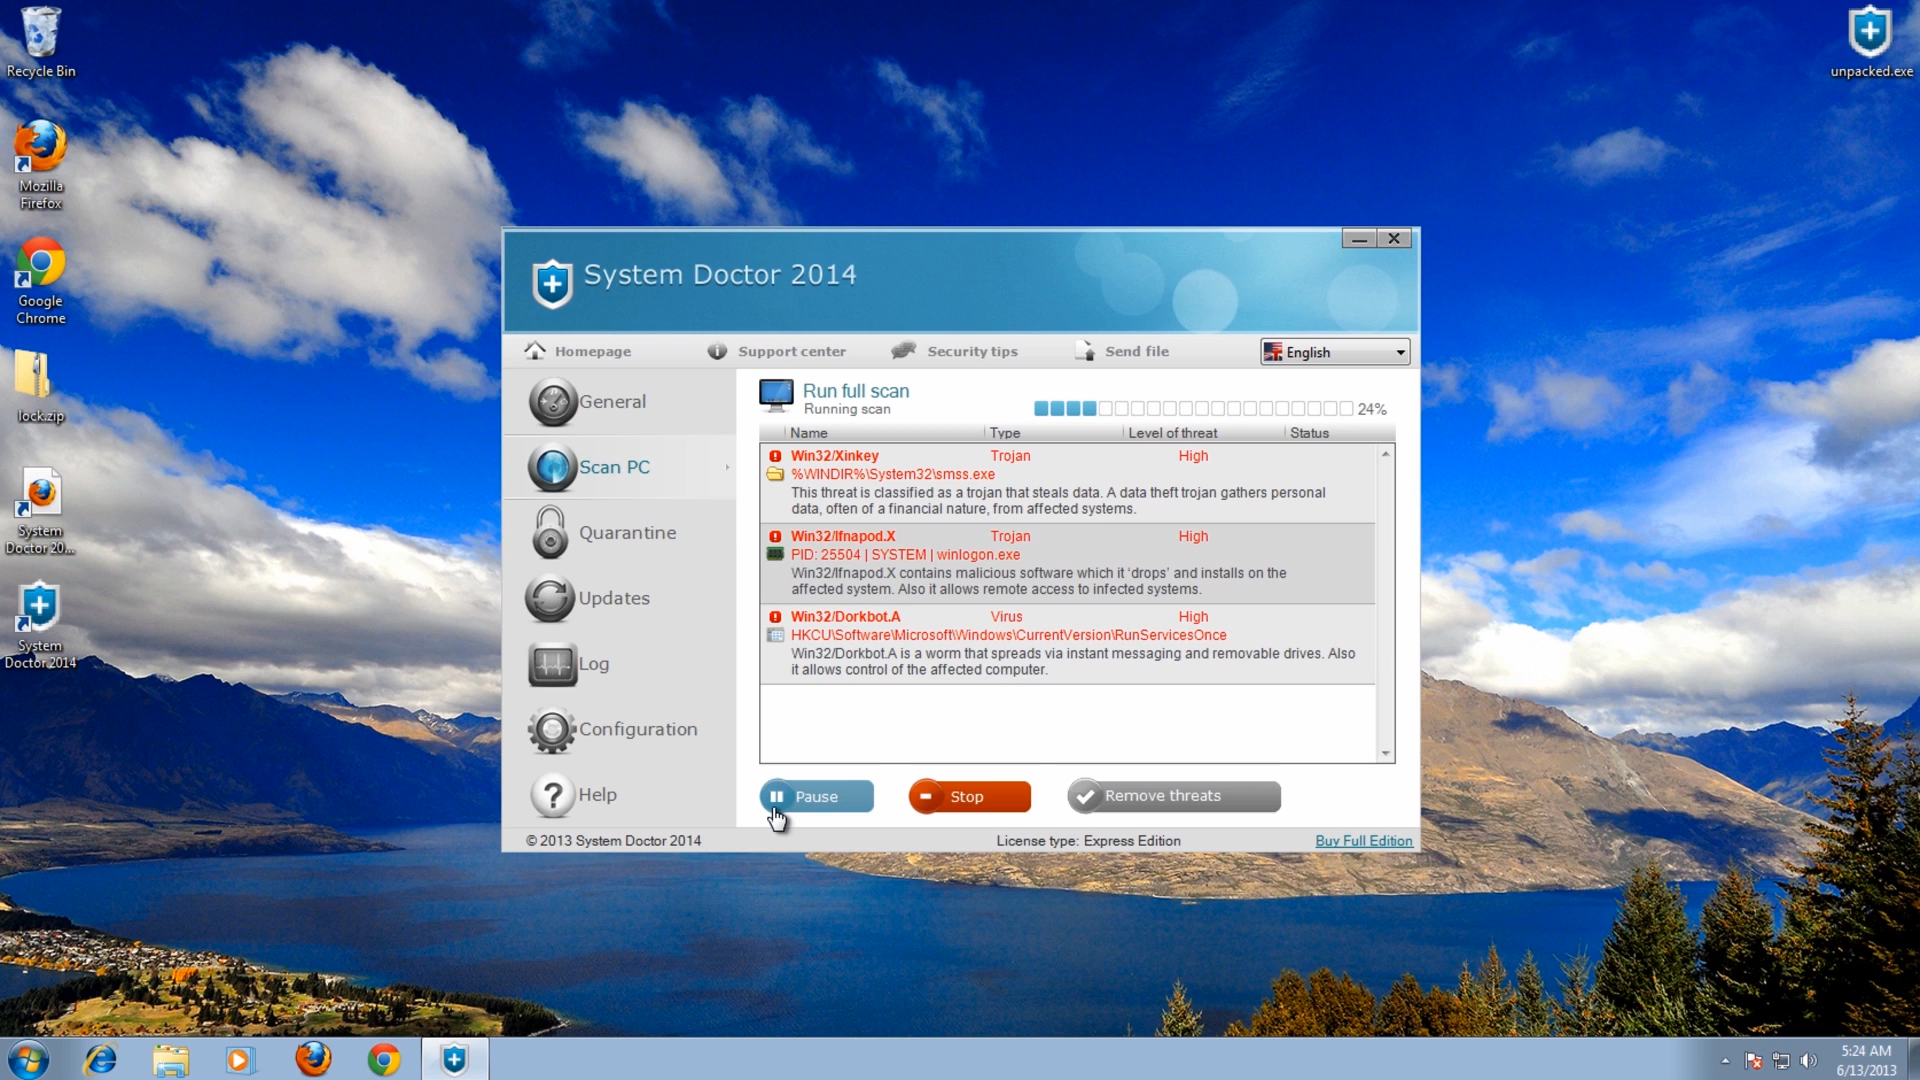 Recycle Bin
Mozilla
Firefox
Google
Chrome
lock.zip
System
Doctor 20...
System
Doctor 2014
unpacked.exe
System Doctor 2014
Homepage
Support center
Security tips
Send file
English
General
Scan PC
Quarantine
Updates
Log
Configuration
Help
Run full scan
Running scan
24%
Name Type Level of threat Status
Win32/Xinkey Trojan High
%WINDIR%\System32\smss.exe
This threat is classified as a trojan that steals data. A data theft trojan gathers personal
data, often of a financial nature, from affected systems.
Win32/Ifnapod.X Trojan High
PID: 25504 | SYSTEM | winlogon.exe
Win32/Ifnapod.X contains malicious software which it ‘drops’ and installs on the
affected system. Also it allows remote access to infected systems.
Win32/Dorkbot.A Virus High
HKCU\Software\Microsoft\Windows\CurrentVersion\RunServicesOnce
Win32/Dorkbot.A is a worm that spreads via instant messaging and removable drives. Also
it allows control of the affected computer.
Pause
Stop
Remove threats
© 2013 System Doctor 2014
License type: Express Edition
Buy Full Edition
5:24 AM
6/13/2013